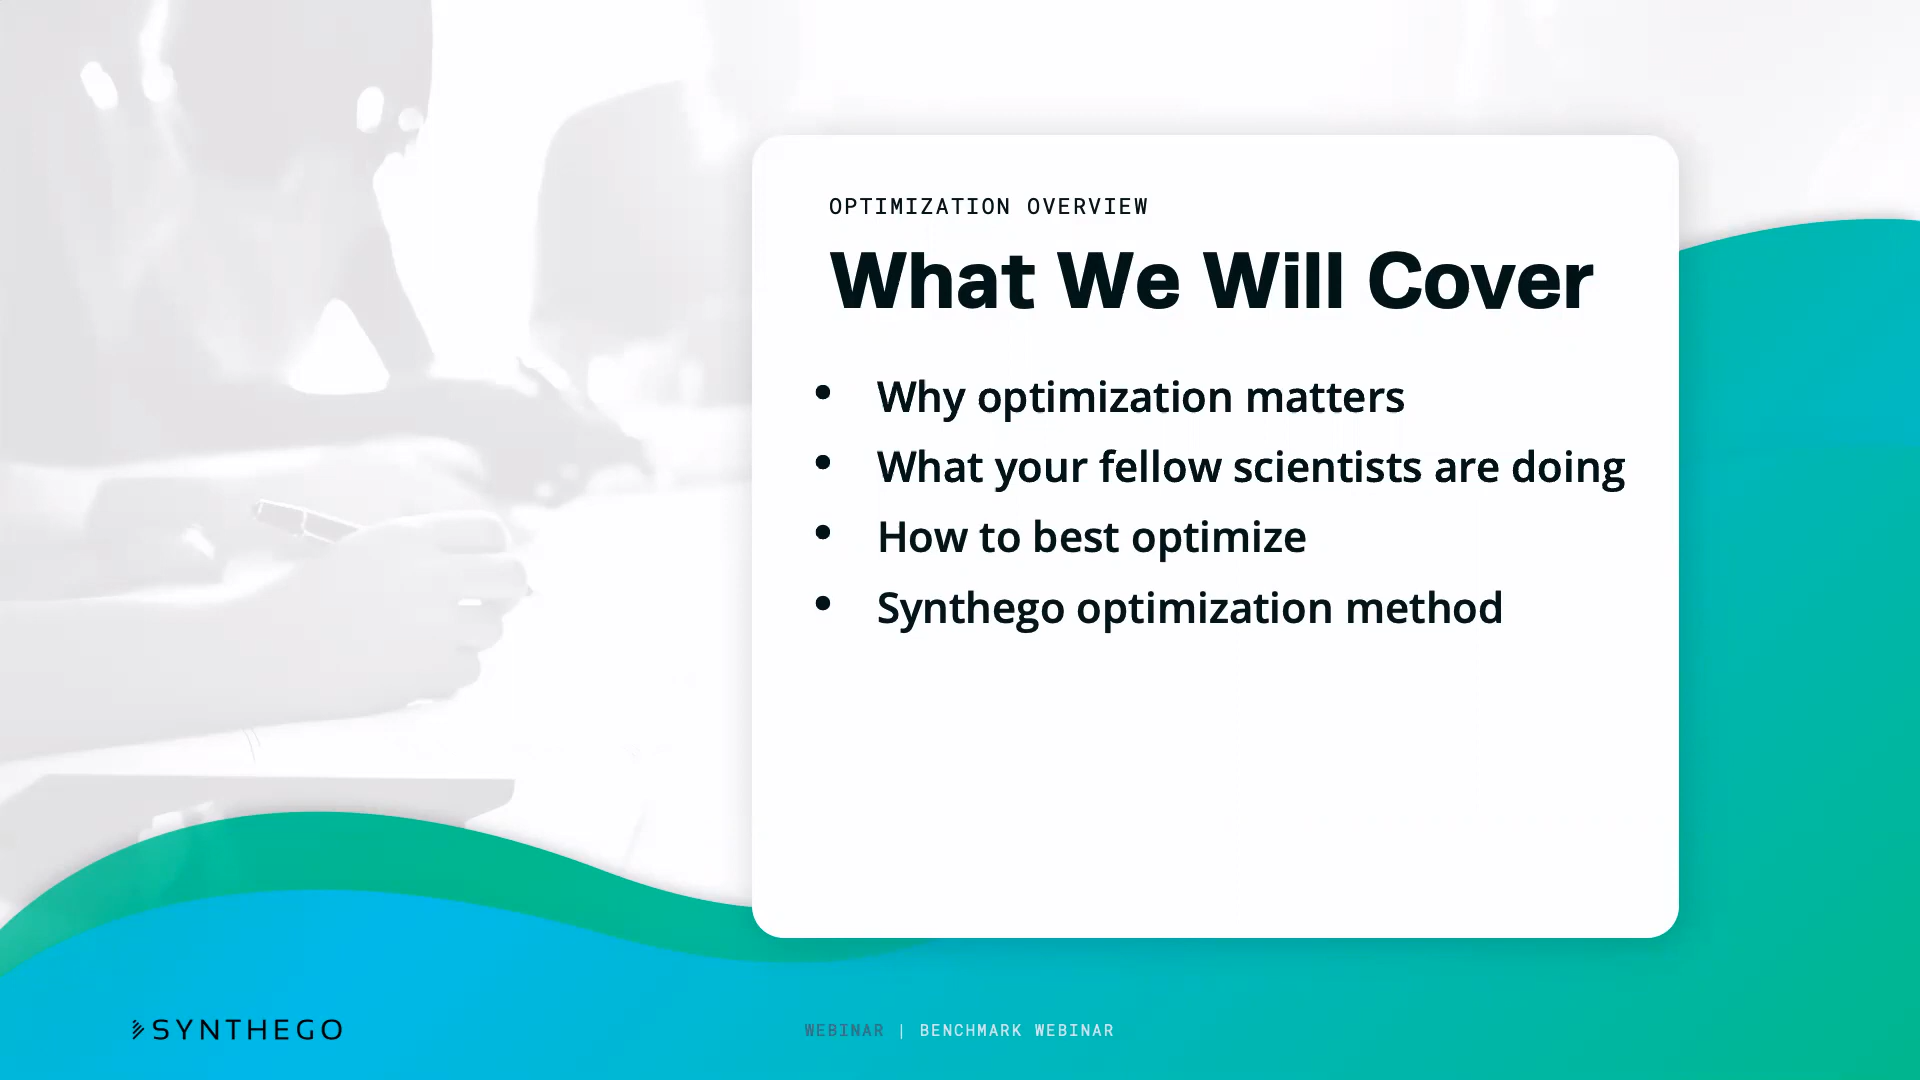 OPTIMIZATION OVERVIEW
What We Will Cover
• Why optimization matters
• What your fellow scientists are doing
• How to best optimize
• Synthego optimization method
SYNTHEGO
WEBINAR | BENCHMARK WEBINAR